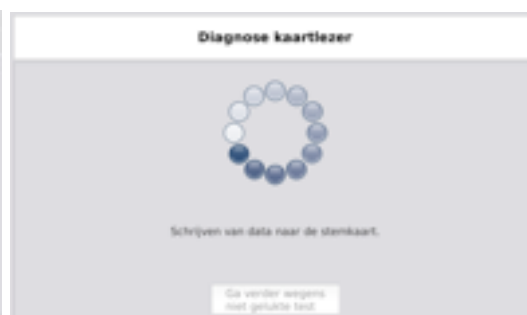 Diagnose kaartlezer
Schrijven van data naar de stemkaart.
Ga verder wegens
niet gelukte test